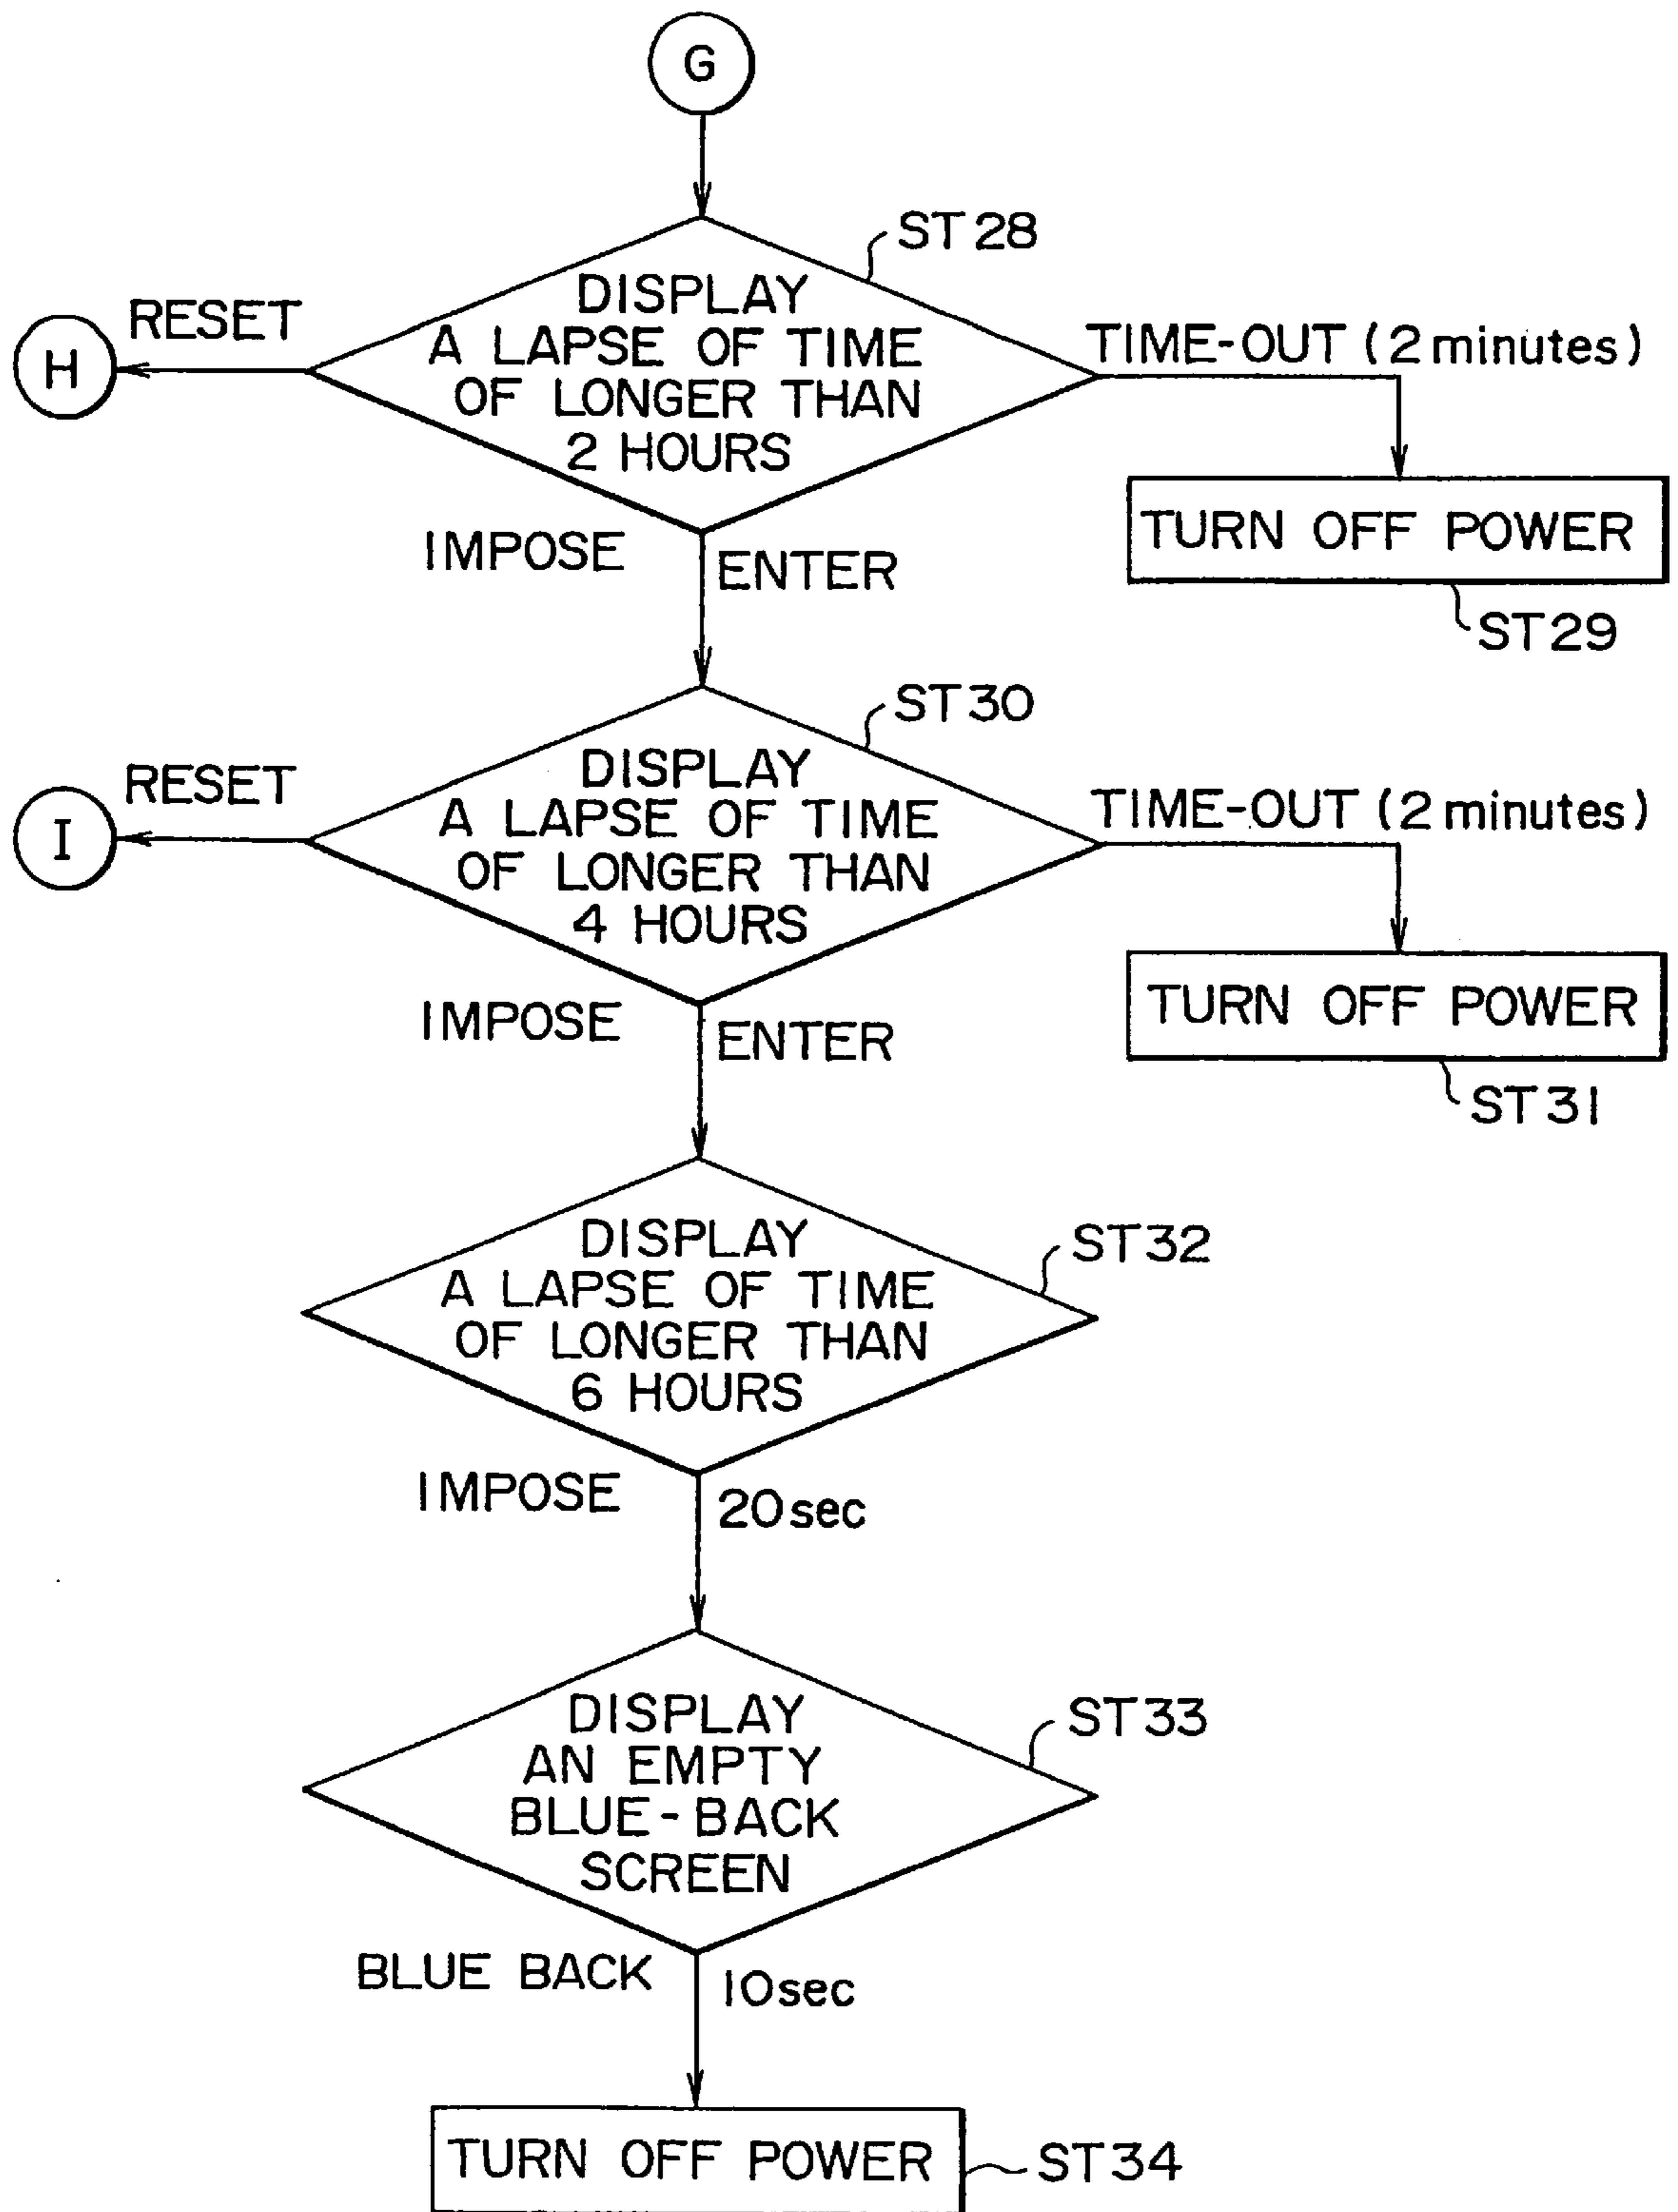 G
ST28
DISPLAY
A LAPSE OF TIME
OF LONGER THAN
2 HOURS
RESET
H
TIME-OUT (2 minutes)
TURN OFF POWER
ST29
IMPOSE
ENTER
ST30
DISPLAY
A LAPSE OF TIME
OF LONGER THAN
4 HOURS
RESET
I
TIME-OUT (2 minutes)
TURN OFF POWER
ST31
IMPOSE
ENTER
ST32
DISPLAY
A LAPSE OF TIME
OF LONGER THAN
6 HOURS
IMPOSE
20sec
ST33
DISPLAY
AN EMPTY
BLUE-BACK
SCREEN
BLUE BACK
10sec
TURN OFF POWER
ST34